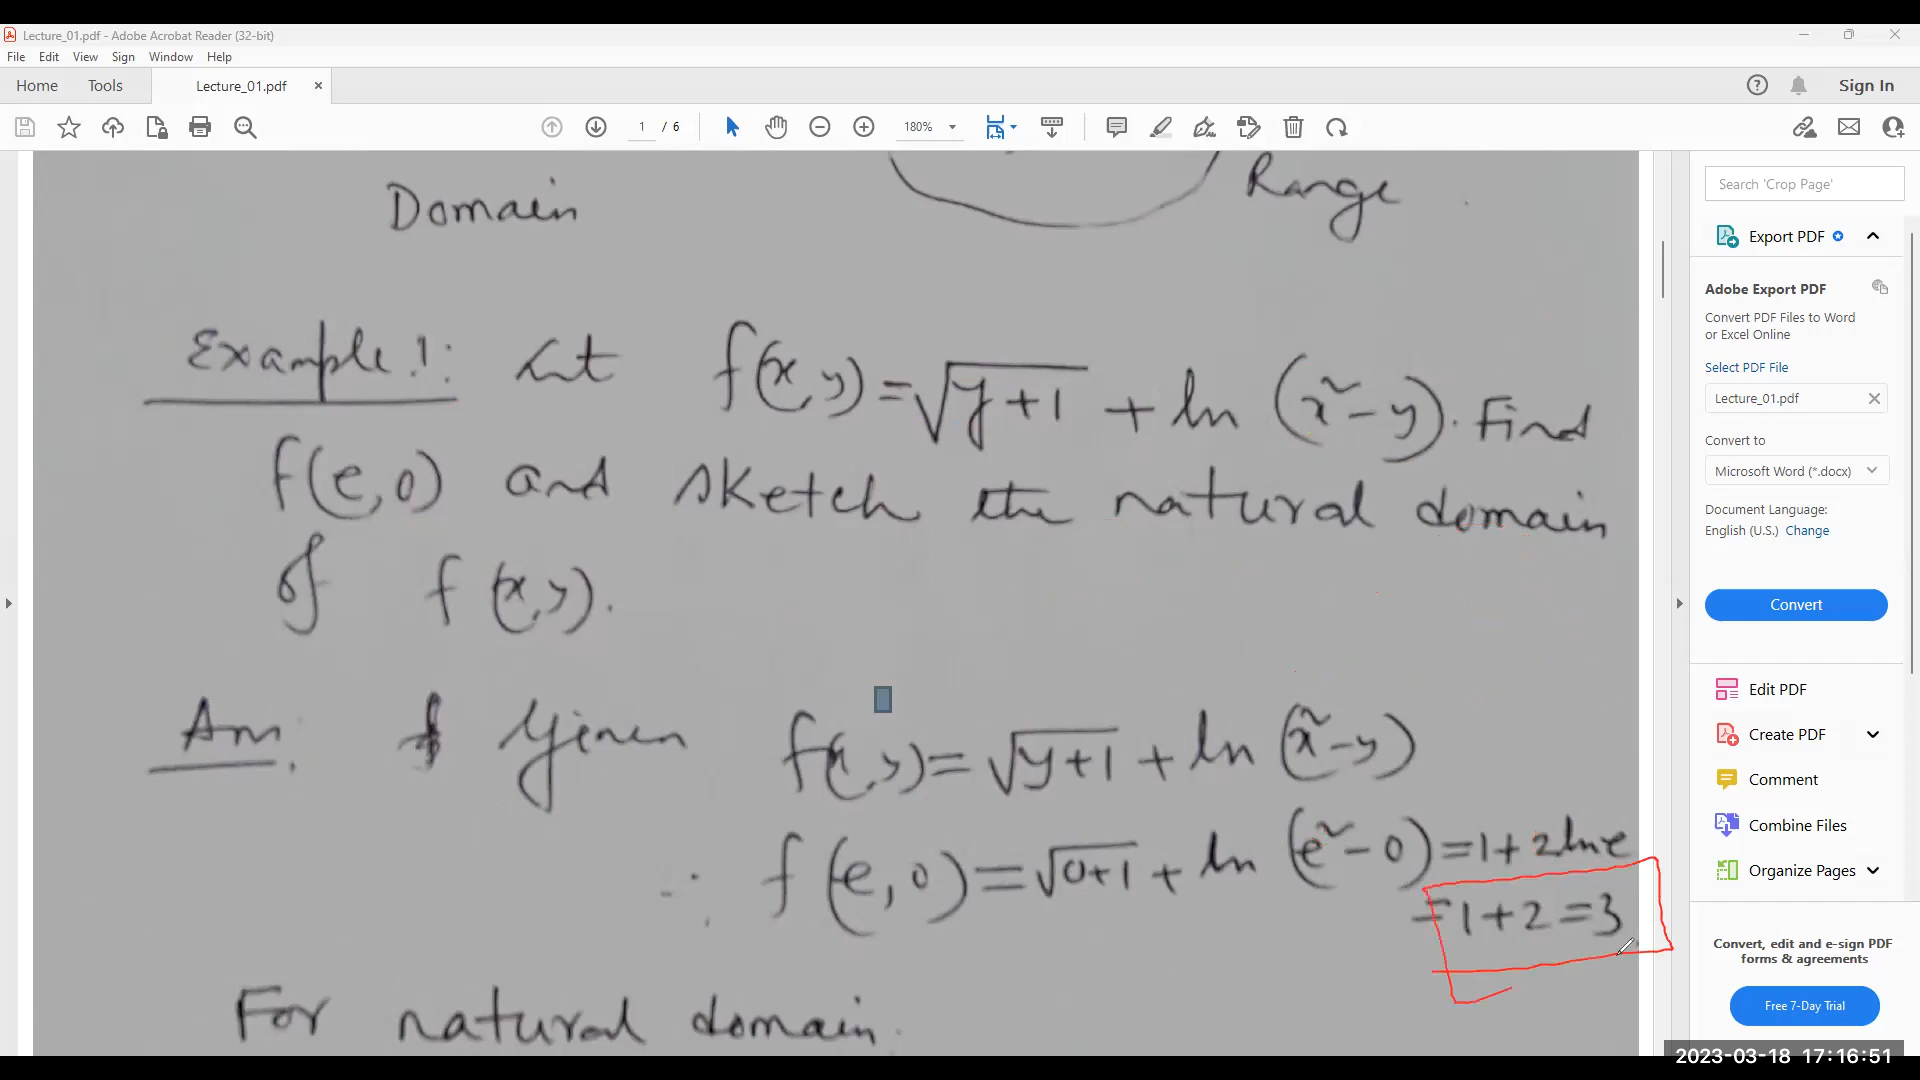 Lecture_01.pdf - Adobe Acrobat Reader (32-bit)
File Edit View Sign Window Help
Home Tools Lecture_01.pdf × Sign In
1 / 6 180%
Domain Range
Example 1: Let f(x,y)=√(y+1) + ln (x²-y). Find
f(e,0) and sketch the natural domain
of f(x,y).
Ans. Given f(x,y)=√(y+1) + ln (x²-y)
∴ f(e,0)=√(0+1) + ln (e²-0)=1+2lne
=1+2=3
For natural domain.
Search 'Crop Page'
Export PDF
Adobe Export PDF
Convert PDF Files to Word
or Excel Online
Select PDF File
Lecture_01.pdf
Convert to
Microsoft Word (*.docx)
Document Language:
English (U.S.) Change
Convert
Edit PDF
Create PDF
Comment
Combine Files
Organize Pages
Convert, edit and e-sign PDF
forms & agreements
Free 7-Day Trial
2023-03-18 17:16:51